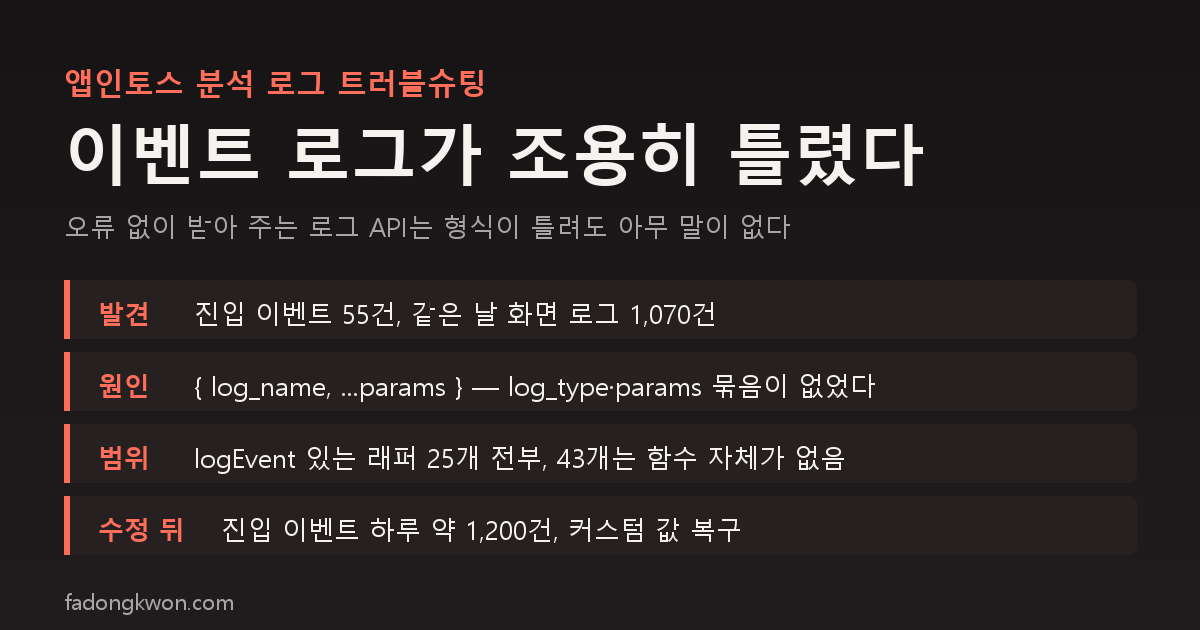 앱인토스 분석 로그 트러블슈팅
이벤트 로그가 조용히 틀렸다
오류 없이 받아 주는 로그 API는 형식이 틀려도 아무 말이 없다
발견 진입 이벤트 55건, 같은 날 화면 로그 1,070건
원인 { log_name, ...params } — log_type·params 묶음이 없었다
범위 logEvent 있는 래퍼 25개 전부, 43개는 함수 자체가 없음
수정 뒤 진입 이벤트 하루 약 1,200건, 커스텀 값 복구
fadongkwon.com